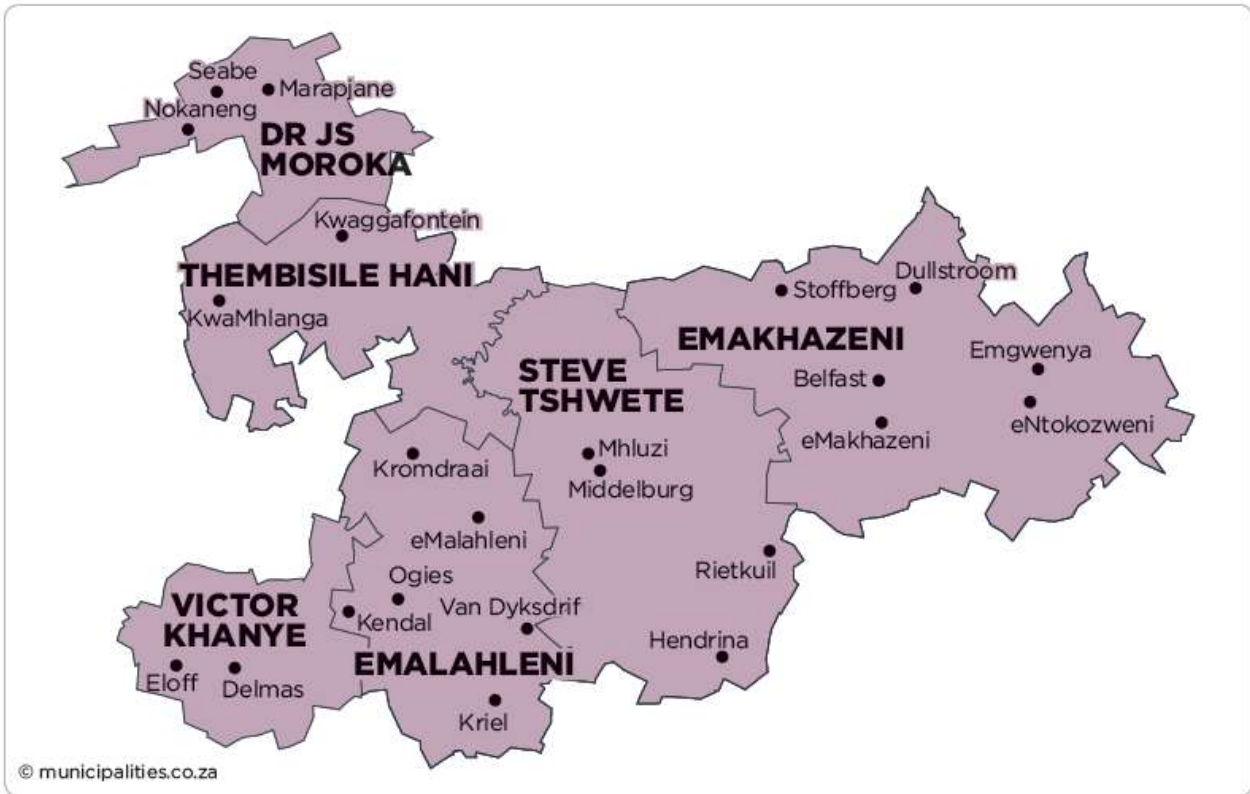 Seabe
Marapjane
Nokaneng
DR JS
MOROKA
Kwaggafontein
THEMBISILE HANI
KwaMhlanga
Dullstroom
Stoffberg
EMAKHAZENI
Emgwenya
STEVE
TSHWETE
Belfast
eNtokozweni
eMakhazeni
Mhluzi
Kromdraai
Middelburg
eMalahleni
Rietkuil
Ogies
VICTOR
KHANYE
Van Dyksdrif
Kendal
Hendrina
EMALAHLENI
Eloff
Delmas
Kriel
© municipalities.co.za